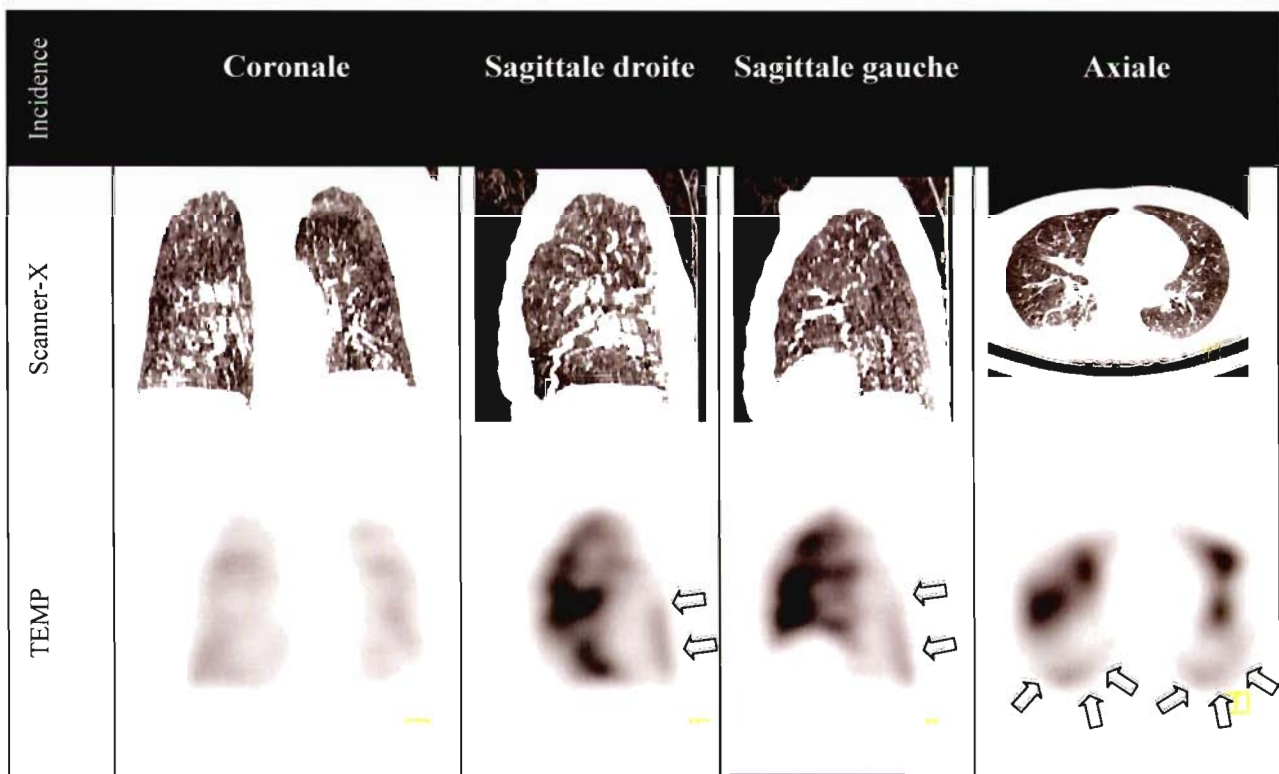 Incidence
Coronale
Sagittale droite
Sagittale gauche
Axiale
Scanner-X
TEMP